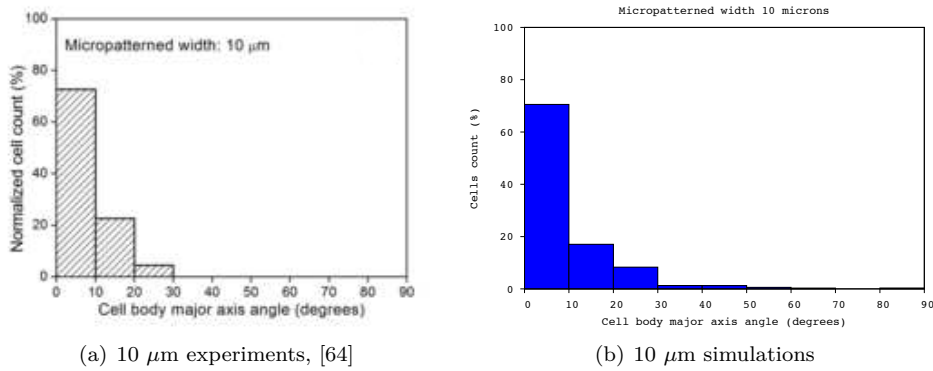 Micropatterned width: 10 μm
Normalized cell count (%)
100
80
60
40
20
0
0 10 20 30 40 50 60 70 80 90
Cell body major axis angle (degrees)
(a) 10 μm experiments, [64]
Micropatterned width 10 microns
Cells count (%)
100
80
60
40
20
0
0 10 20 30 40 50 60 70 80 90
Cell body major axis angle (degrees)
(b) 10 μm simulations